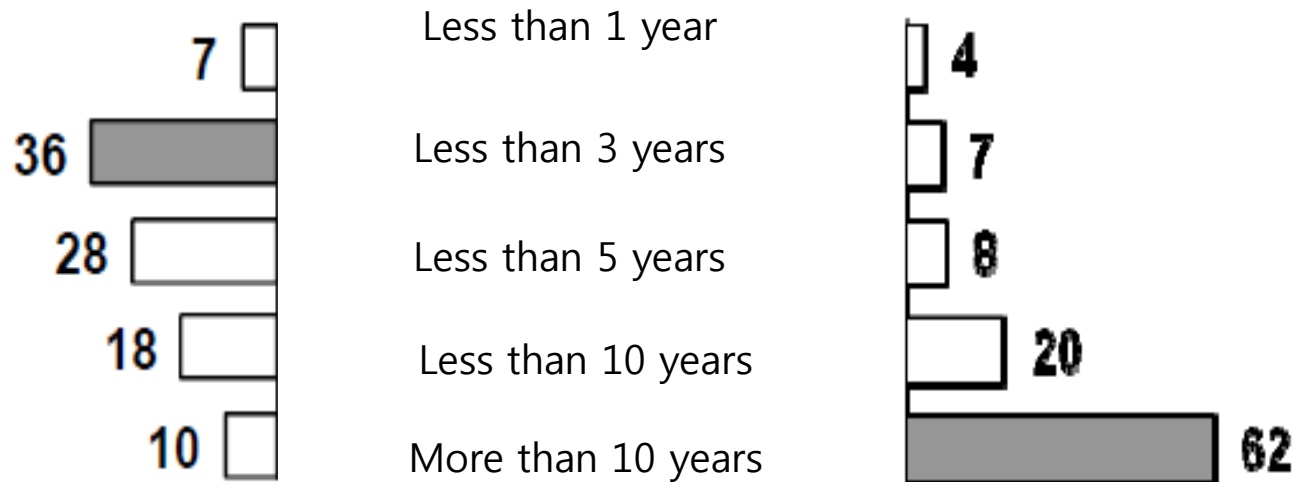 7 Less than 1 year 4
36 Less than 3 years 7
28 Less than 5 years 8
18 Less than 10 years 20
10 More than 10 years 62